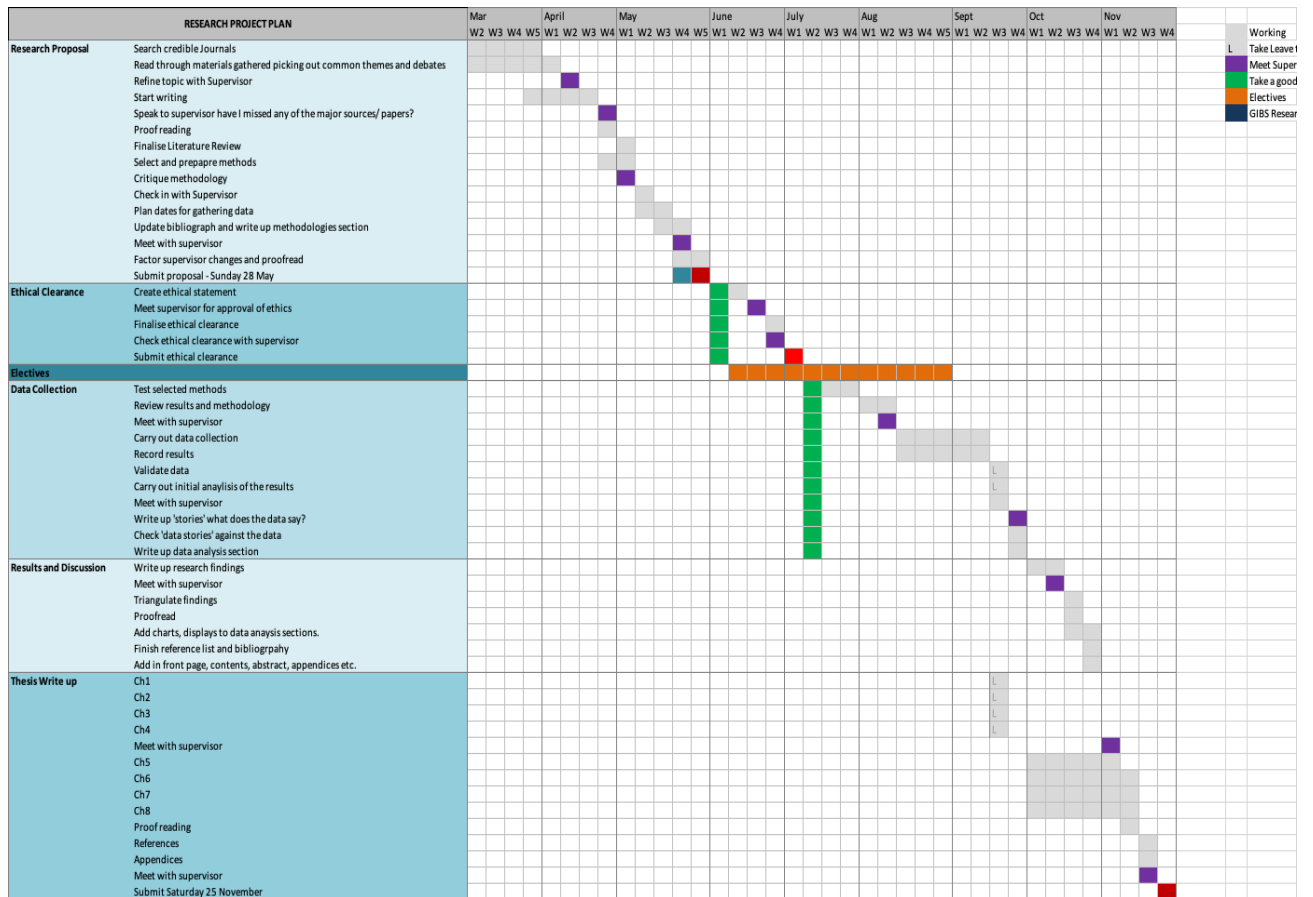 RESEARCH PROJECT PLAN
Mar April May June July Aug Sept Oct Nov
W2 W3 W4 W5 W1 W2 W3 W4 W1 W2 W3 W4 W5 W1 W2 W3 W4 W1 W2 W3 W4 W1 W2 W3 W4 W5 W1 W2 W3 W4 W1 W2 W3 W4 W1 W2 W3 W4
Working
L Take Leave t
Meet Super
Take a good
Electives
GIBS Resear
Research Proposal Search credible Journals
Read through materials gathered picking out common themes and debates
Refine topic with Supervisor
Start writing
Speak to supervisor have I missed any of the major sources/ papers?
Proof reading
Finalise Literature Review
Select and prepapre methods
Critique methodology
Check in with Supervisor
Plan dates for gathering data
Update bibliograph and write up methodologies section
Meet with supervisor
Factor supervisor changes and proofread
Submit proposal - Sunday 28 May
Ethical Clearance Create ethical statement
Meet supervisor for approval of ethics
Finalise ethical clearance
Check ethical clearance with supervisor
Submit ethical clearance
Electives
Data Collection Test selected methods
Review results and methodology
Meet with supervisor
Carry out data collection
Record results
Validate data L
Carry out initial anaylisis of the results L
Meet with supervisor
Write up 'stories' what does the data say?
Check 'data stories' against the data
Write up data analysis section
Results and Discussion Write up research findings
Meet with supervisor
Triangulate findings
Proofread
Add charts, displays to data anaysis sections.
Finish reference list and bibliogrpahy
Add in front page, contents, abstract, appendices etc.
Thesis Write up Ch1 L
Ch2 L
Ch3 L
Ch4 L
Meet with supervisor
Ch5
Ch6
Ch7
Ch8
Proof reading
References
Appendices
Meet with supervisor
Submit Saturday 25 November